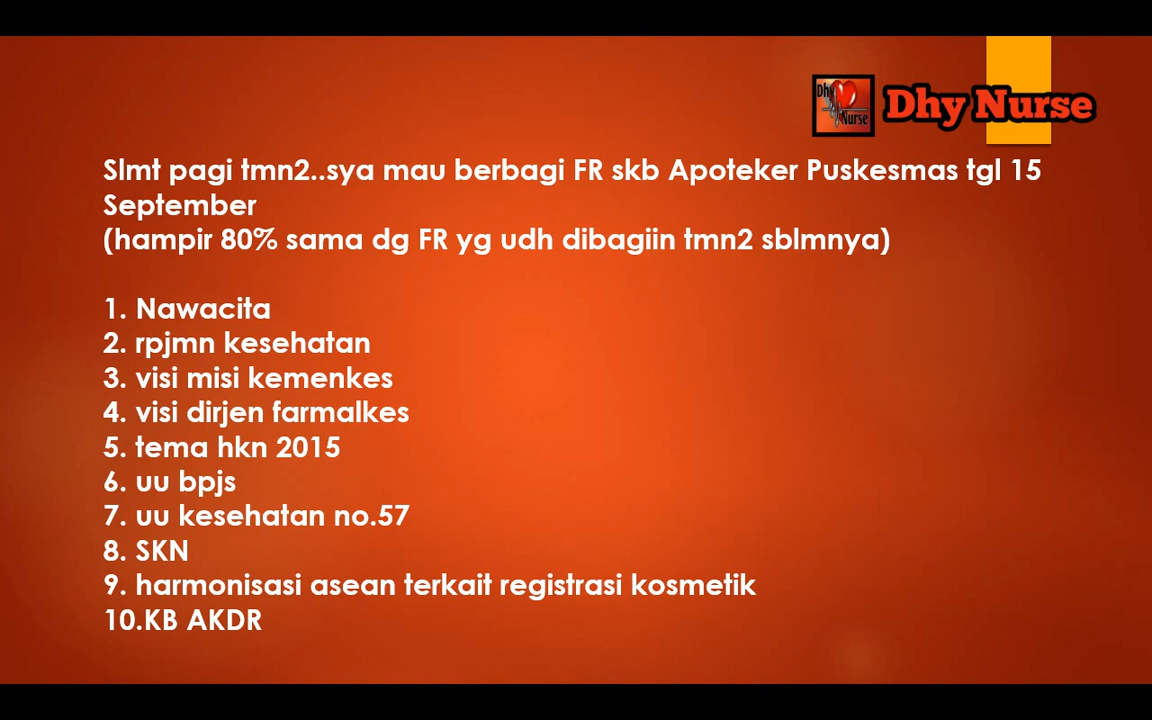 Dhy
Nurse
Dhy Nurse
Slmt pagi tmn2..sya mau berbagi FR skb Apoteker Puskesmas tgl 15
September
(hampir 80% sama dg FR yg udh dibagiin tmn2 sblmnya)
1. Nawacita
2. rpjmn kesehatan
3. visi misi kemenkes
4. visi dirjen farmalkes
5. tema hkn 2015
6. uu bpjs
7. uu kesehatan no.57
8. SKN
9. harmonisasi asean terkait registrasi kosmetik
10.KB AKDR